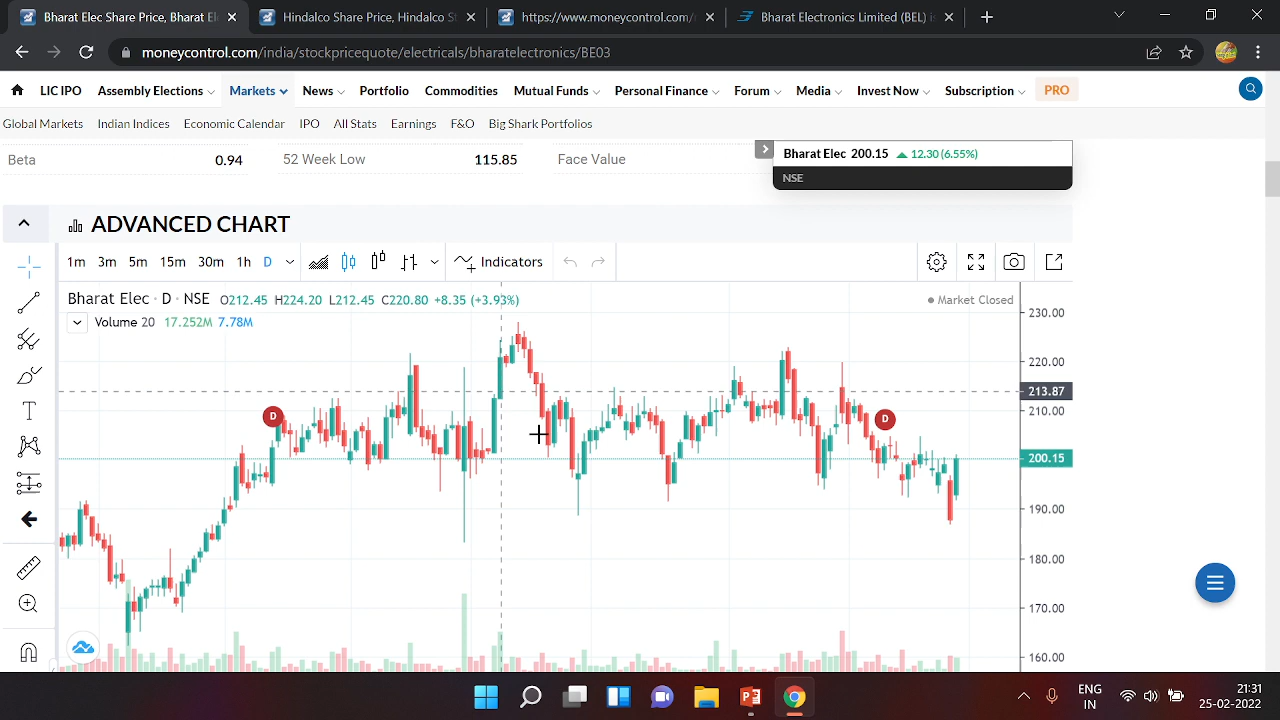 Bharat Electronics Share Price, Bharat El
Hindalco Share Price, Hindalco St
https://www.moneycontrol.com/
Bharat Electronic Limited (BEL) is
moneycontrol.com/india/stockpricequote/electricals/bharatelectronics/BE03
LIC IPO Assembly Elections Markets News Portfolio Commodities Mutual Funds Personal Finance Forum Media Invest Now Subscription PRO
Global Markets Indian Indices Economic Calendar IPO All Stats Earnings F&O Big Shark Portfolios
Beta 0.94 52 Week Low 115.85 Face Value
Bharat Elec 200.15 12.30 (6.55%)
NSE
ADVANCED CHART
1m 3m 5m 15m 30m 1h D Indicators
Bharat Elec · D · NSE O212.45 H224.20 L212.45 C220.80 +8.35 (+3.93%)
Market Closed
Volume 20 17.252M 7.78M
230.00
220.00
213.87
210.00
200.15
190.00
180.00
170.00
160.00
D
D
T
ENG
IN
21:31
25-02-2022